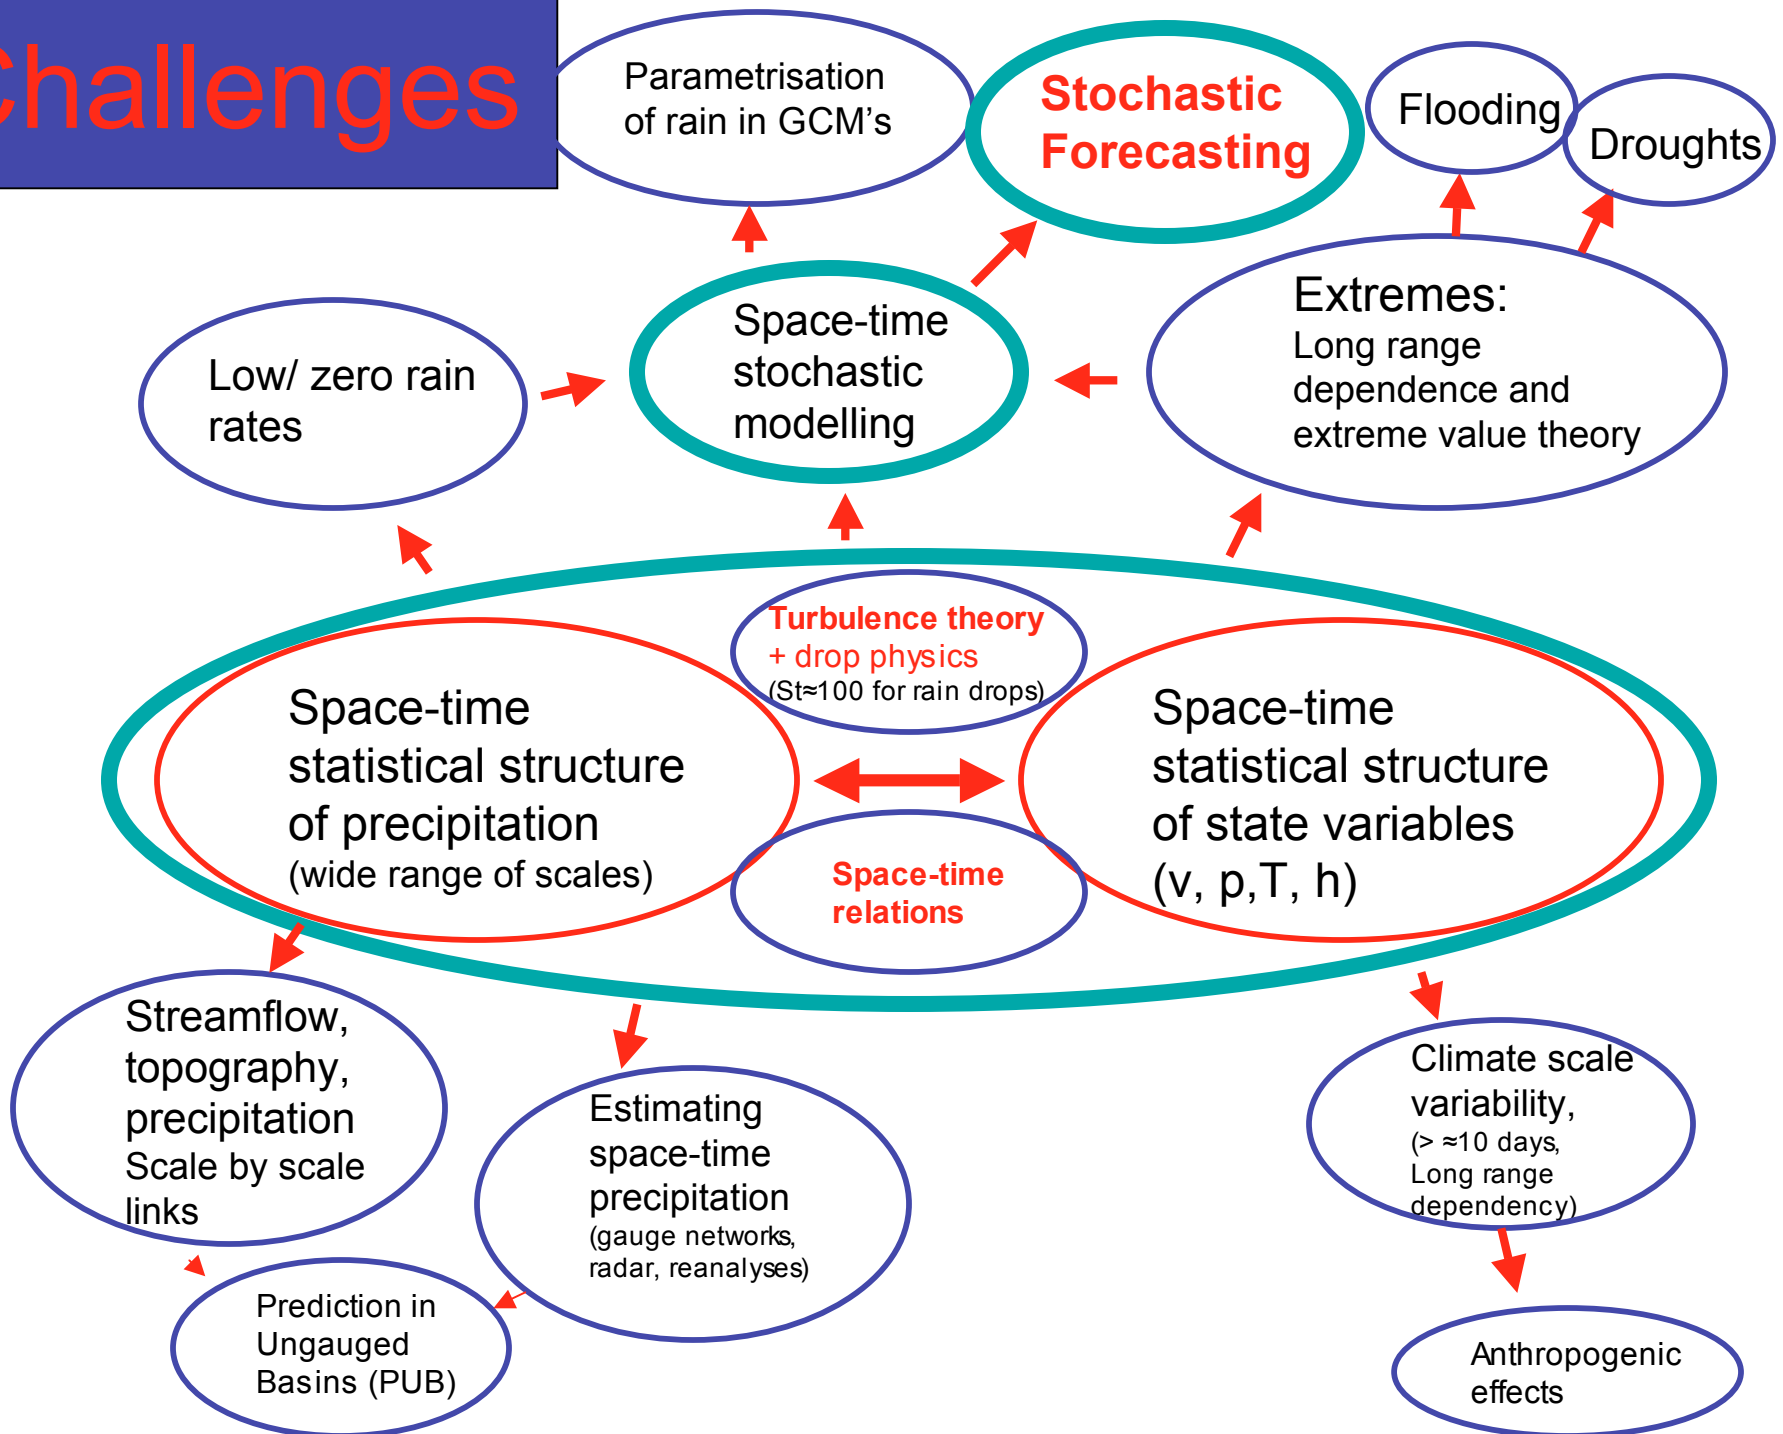 Challenges
Parametrisation
of rain in GCM’s
Stochastic
Forecasting
Flooding
Droughts
Extremes:
Long range
dependence and
extreme value theory
Space-time
stochastic
modelling
Low/ zero rain
rates
Turbulence theory
+ drop physics
(St≈100 for rain drops)
Space-time
statistical structure
of precipitation
(wide range of scales)
Space-time
statistical structure
of state variables
(v, p,T, h)
Space-time
relations
Streamflow,
topography,
precipitation
Scale by scale
links
Estimating
space-time
precipitation
(gauge networks,
radar, reanalyses)
Climate scale
variability,
(> ≈10 days,
Long range
dependency)
Prediction in
Ungauged
Basins (PUB)
Anthropogenic
effects